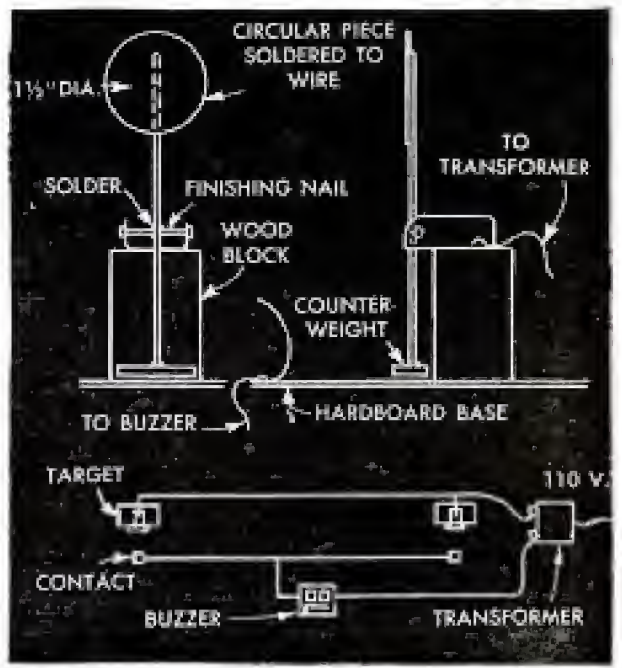 CIRCULAR PIECE
SOLDERED TO
WIRE
1½" DIA.
TO
TRANSFORMER
SOLDER
FINISHING NAIL
WOOD
BLOCK
COUNTER-
WEIGHT
TO BUZZER
HARDBOARD BASE
TARGET
110 V.
CONTACT
BUZZER
TRANSFORMER